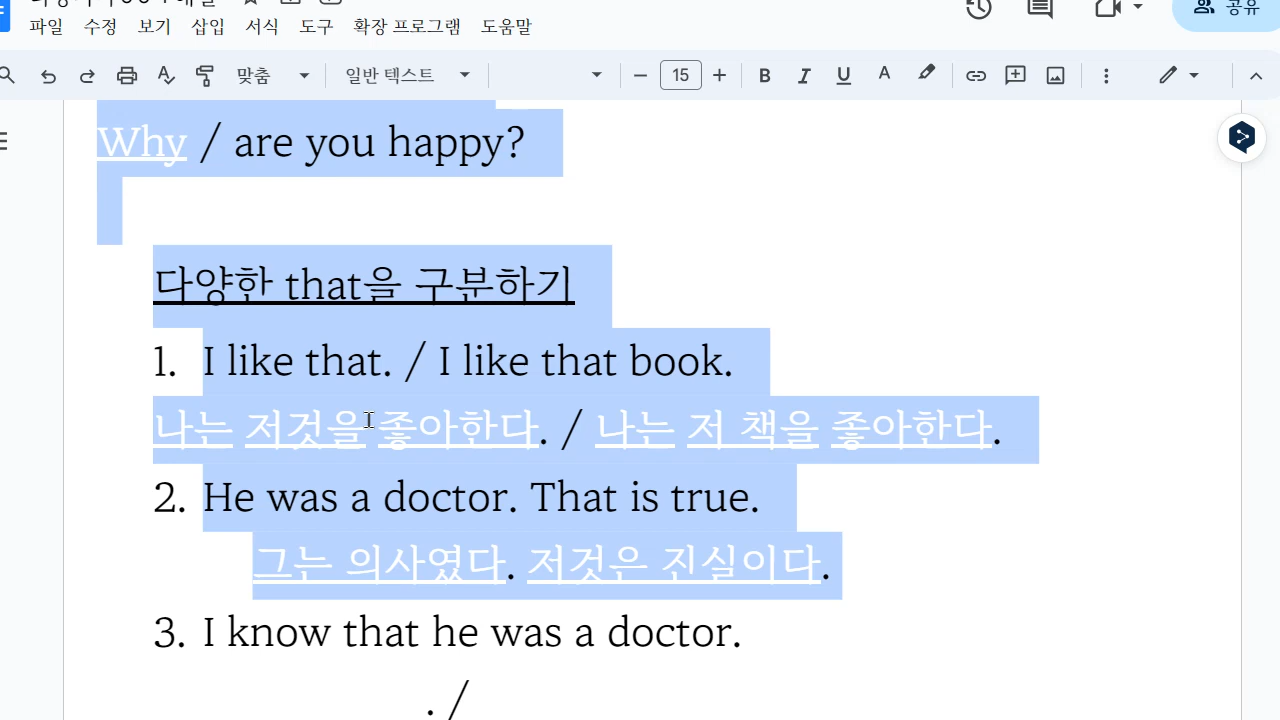 파일 수정 보기 삽입 서식 도구 확장 프로그램 도움말
공유
맞춤 일반 텍스트 15
Why / are you happy?
다양한 that을 구분하기
1. I like that. / I like that book.
나는 저것을 좋아한다. / 나는 저 책을 좋아한다.
2. He was a doctor. That is true.
그는 의사였다. 저것은 진실이다.
3. I know that he was a doctor.
. /